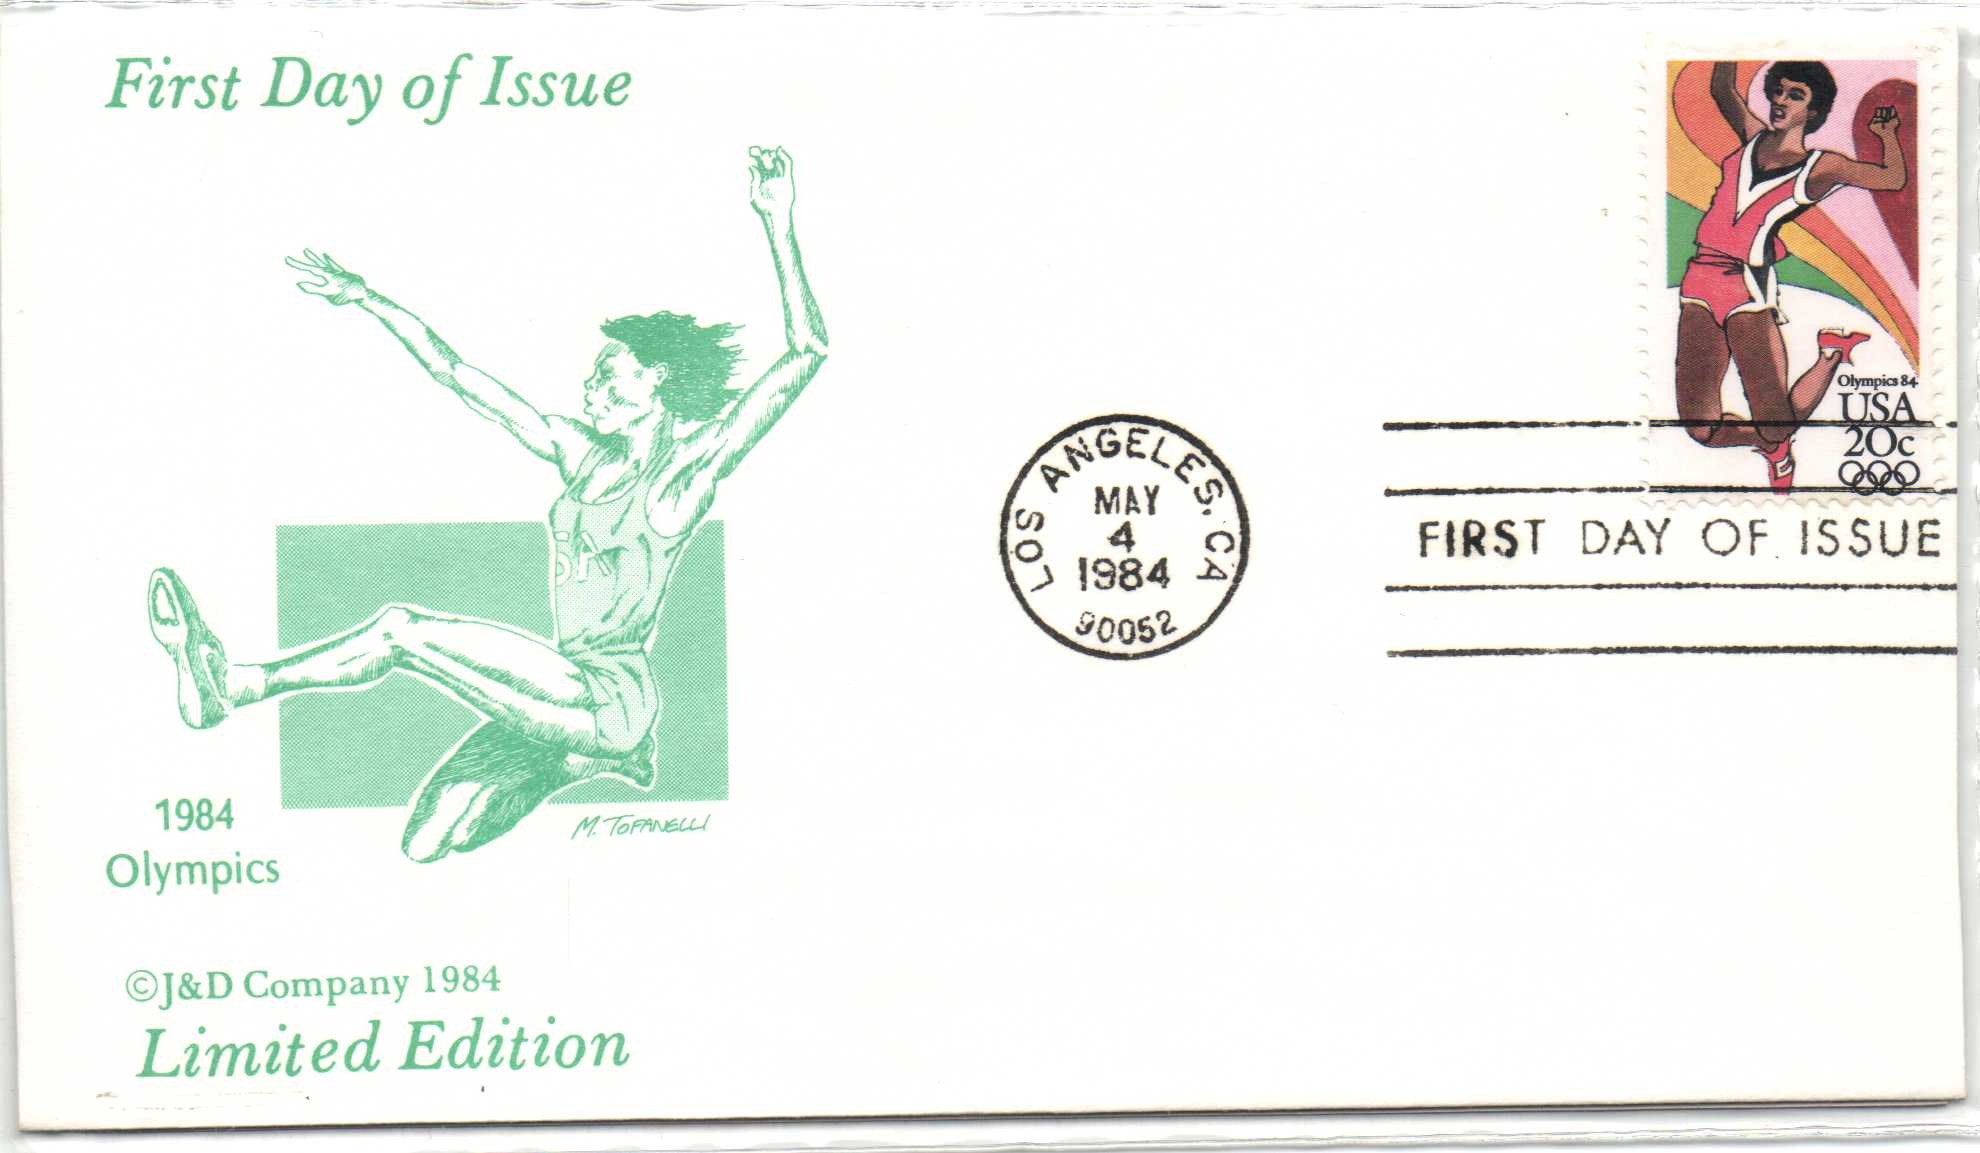 First Day of Issue
Olympics 84
USA
20c
LOS ANGELES, CA
MAY
4
1984
90052
FIRST DAY OF ISSUE
SA
M. TOFANELLI
1984
Olympics
©J&D Company 1984
Limited Edition